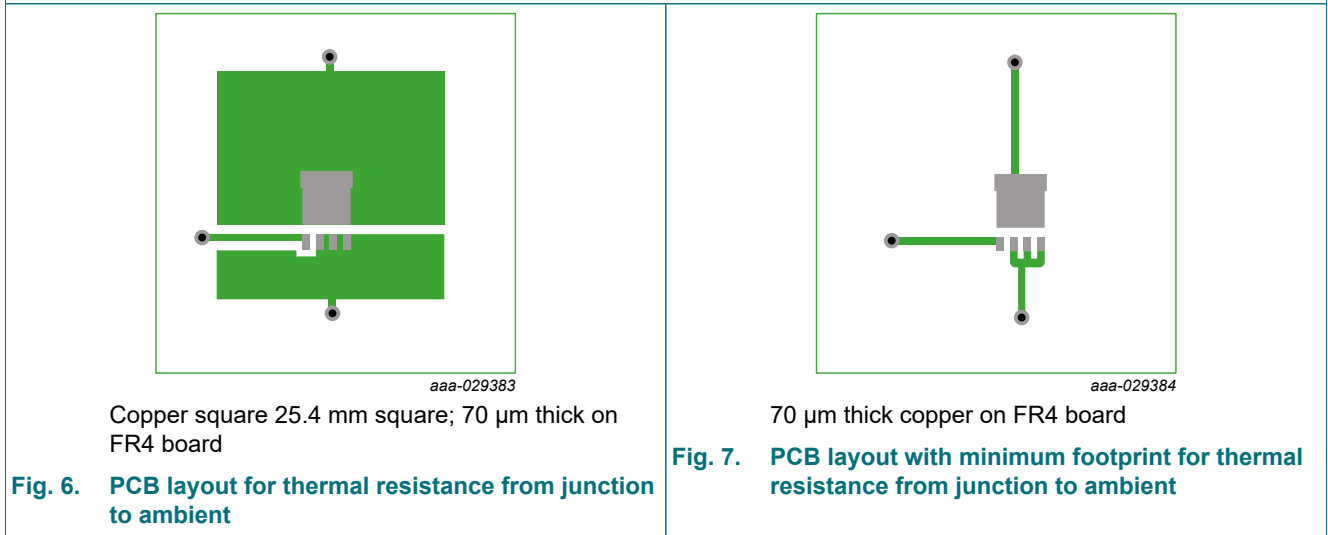 aaa-029383
Copper square 25.4 mm square; 70 μm thick on
FR4 board
Fig. 6. PCB layout for thermal resistance from junction
to ambient
aaa-029384
70 μm thick copper on FR4 board
Fig. 7. PCB layout with minimum footprint for thermal
resistance from junction to ambient